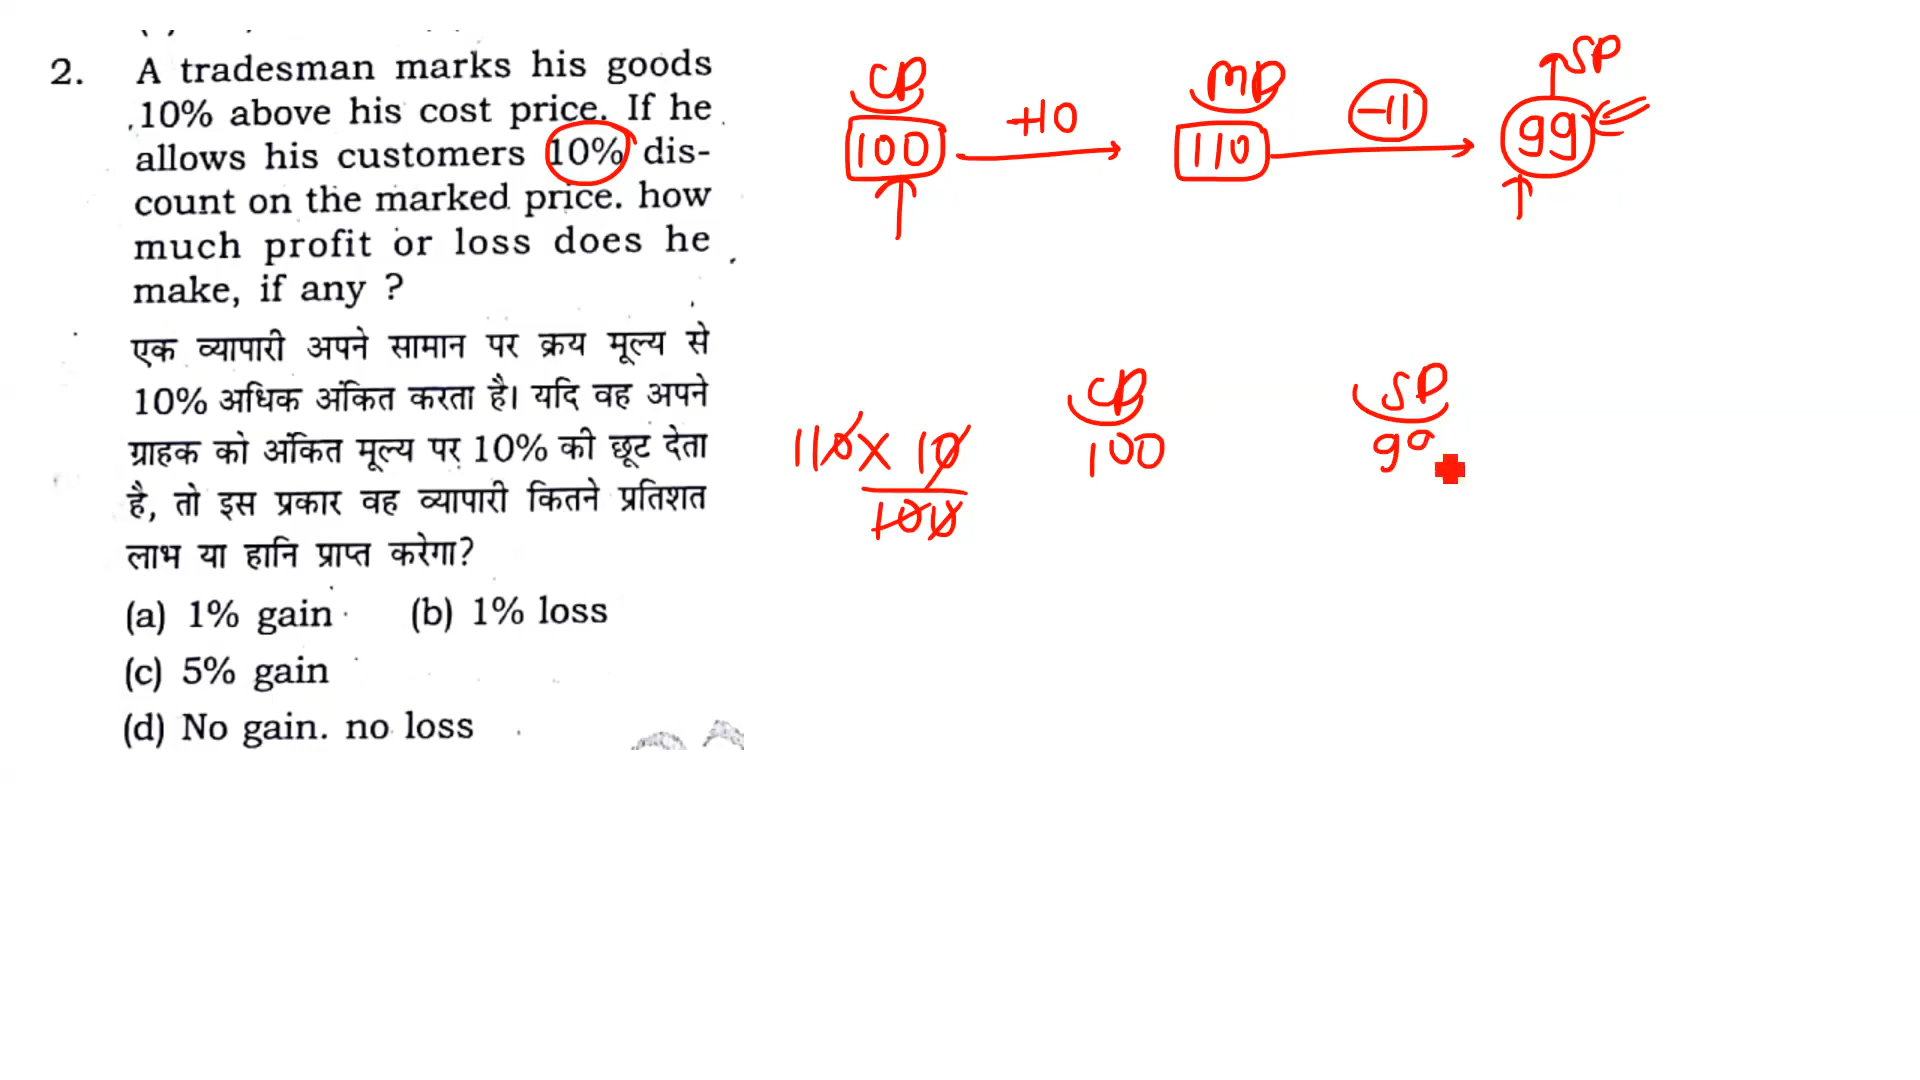 2. A tradesman marks his goods
10% above his cost price. If he
allows his customers 10% dis-
count on the marked price. how
much profit or loss does he
make, if any ?
एक व्यापारी अपने सामान पर क्रय मूल्य से
10% अधिक अंकित करता है। यदि वह अपने
ग्राहक को अंकित मूल्य पर 10% की छूट देता
है, तो इस प्रकार वह व्यापारी कितने प्रतिशत
लाभ या हानि प्राप्त करेगा?
(a) 1% gain (b) 1% loss
(c) 5% gain
(d) No gain. no loss
CP MP SP
100 +10 110 -11 99
CP SP
110 x 10 100 99
100